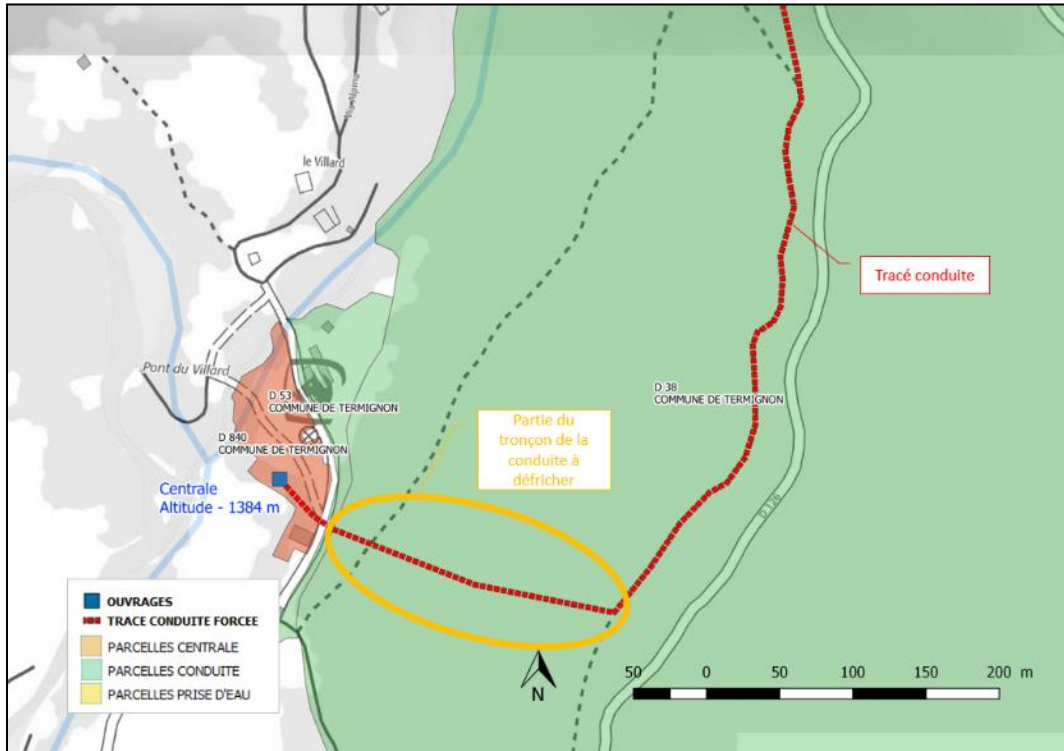 Via Alpina
le Villard
Tracé conduite
Pont du Villard
D 53
COMMUNE DE TERMIGNON
D 38
COMMUNE DE TERMIGNON
Partie du
tronçon de la
conduite à
défricher
D 840
COMMUNE DE TERMIGNON
Centrale
Altitude - 1384 m
D 126
OUVRAGES
TRACE CONDUITE FORCEE
PARCELLES CENTRALE
PARCELLES CONDUITE
PARCELLES PRISE D'EAU
N
50 0 50 100 150 200 m